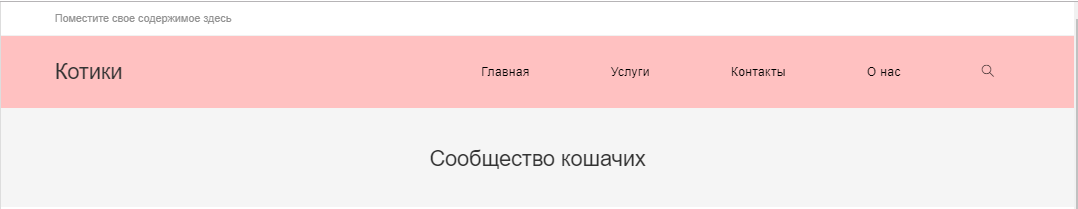 Поместите свое содержимое здесь
Котики Главная Услуги Контакты О нас
Сообщество кошачих